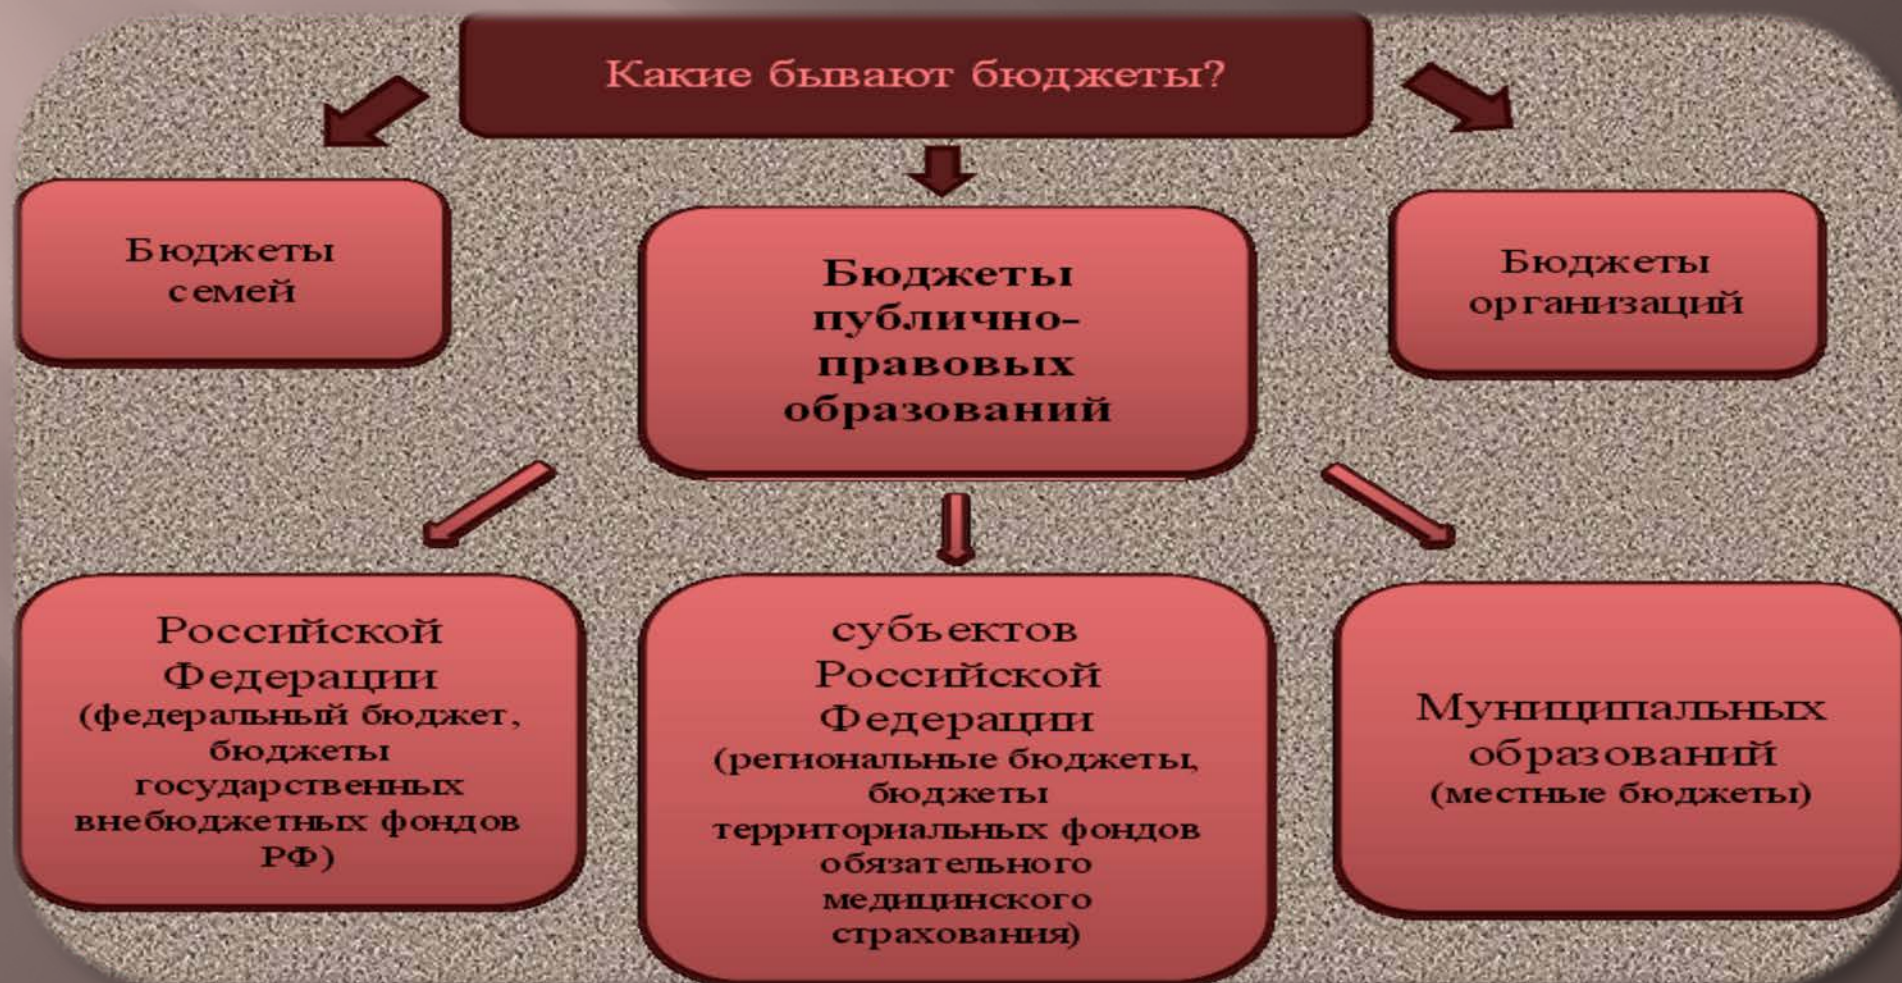 Какие бывают бюджеты?
Бюджеты
семей
Бюджеты
публично-
правовых
образований
Бюджеты
организаций
Российской
Федерации
(федеральный бюджет,
бюджеты
государственных
внебюджетных фондов
РФ)
субъектов
Российской
Федерации
(региональные бюджеты,
бюджеты
территориальных фондов
обязательного
медицинского
страхования)
Муниципальных
образований
(местные бюджеты)